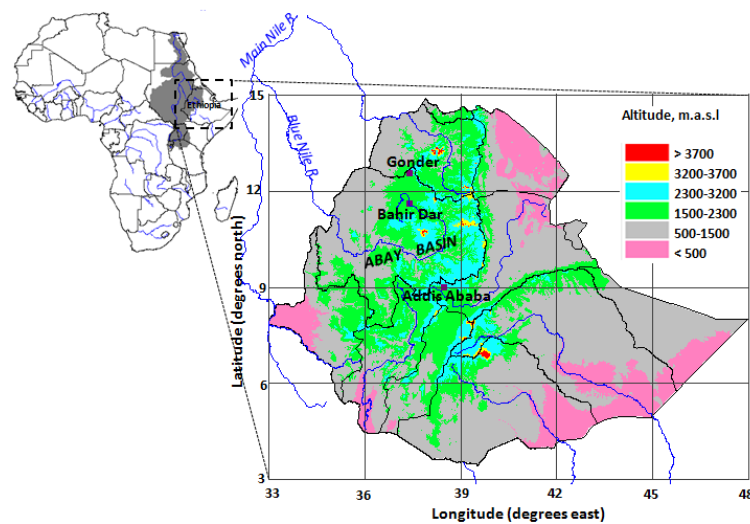 Main Nile R.
Blue Nile R.
Ethiopia
Altitude, m.a.s.l
> 3700
3200-3700
2300-3200
1500-2300
500-1500
< 500
Gonder
Bahir Dar
ABAY BASIN
Addis Ababa
Latitude (degrees north)
15
12
9
6
3
33
36
39
42
45
48
Longitude (degrees east)